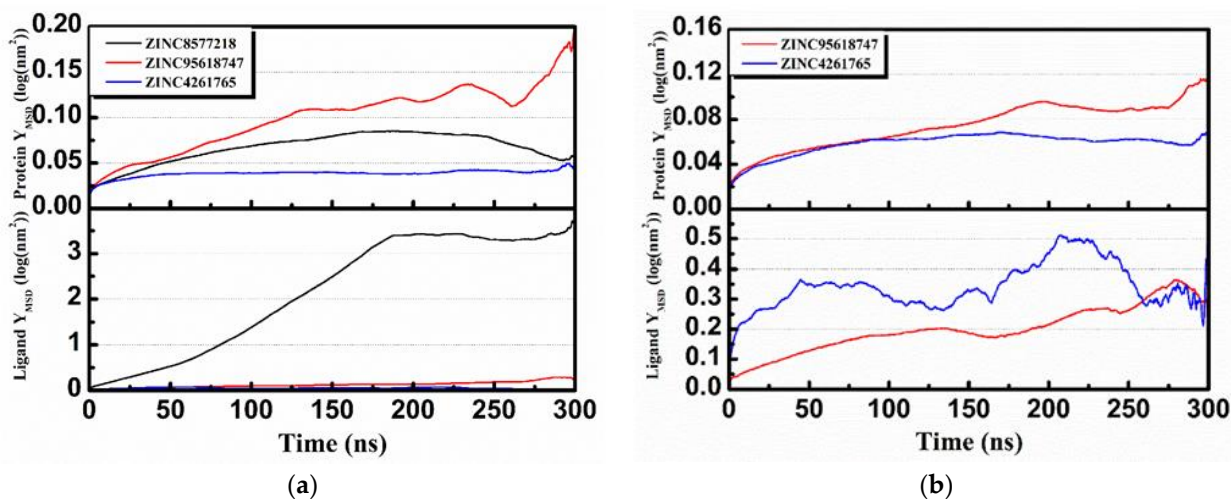 Protein Y_MSD (log(nm²))
0.20
0.15
0.10
0.05
0.00
ZINC8577218
ZINC95618747
ZINC4261765
Ligand Y_MSD (log(nm²))
3
2
1
0
0 50 100 150 200 250 300
Time (ns)
(a)
Protein Y_MSD (log(nm²))
0.16
0.12
0.08
0.04
0.00
ZINC95618747
ZINC4261765
Ligand Y_MSD (log(nm²))
0.5
0.4
0.3
0.2
0.1
0.0
0 50 100 150 200 250 300
Time (ns)
(b)